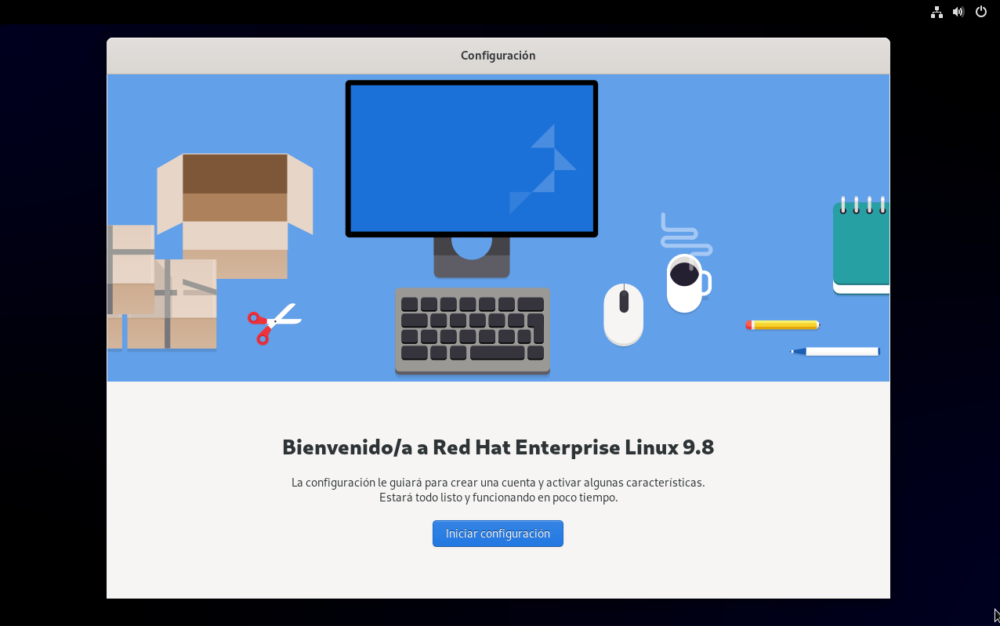 Configuración
Bienvenido/a a Red Hat Enterprise Linux 9.8
La configuración le guiará para crear una cuenta y activar algunas características.
Estará todo listo y funcionando en poco tiempo.
Iniciar configuración